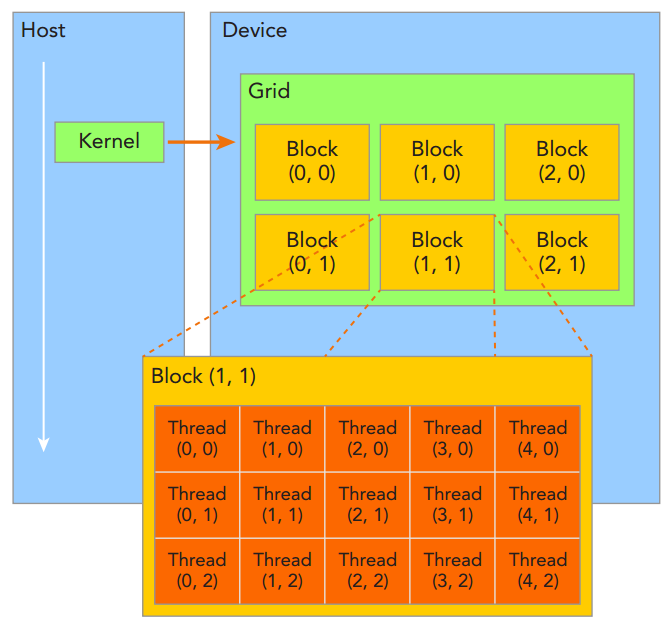 Host
Device
Kernel
Grid
Block
(0, 0)
Block
(1, 0)
Block
(2, 0)
Block
(0, 1)
Block
(1, 1)
Block
(2, 1)
Block (1, 1)
Thread
(0, 0)
Thread
(1, 0)
Thread
(2, 0)
Thread
(3, 0)
Thread
(4, 0)
Thread
(0, 1)
Thread
(1, 1)
Thread
(2, 1)
Thread
(3, 1)
Thread
(4, 1)
Thread
(0, 2)
Thread
(1, 2)
Thread
(2, 2)
Thread
(3, 2)
Thread
(4, 2)